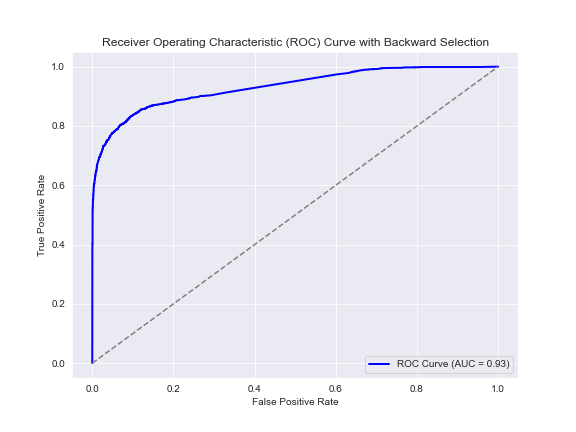 Receiver Operating Characteristic (ROC) Curve with Backward Selection
True Positive Rate
1.0
0.8
0.6
0.4
0.2
0.0
ROC Curve (AUC = 0.93)
0.0 0.2 0.4 0.6 0.8 1.0
False Positive Rate